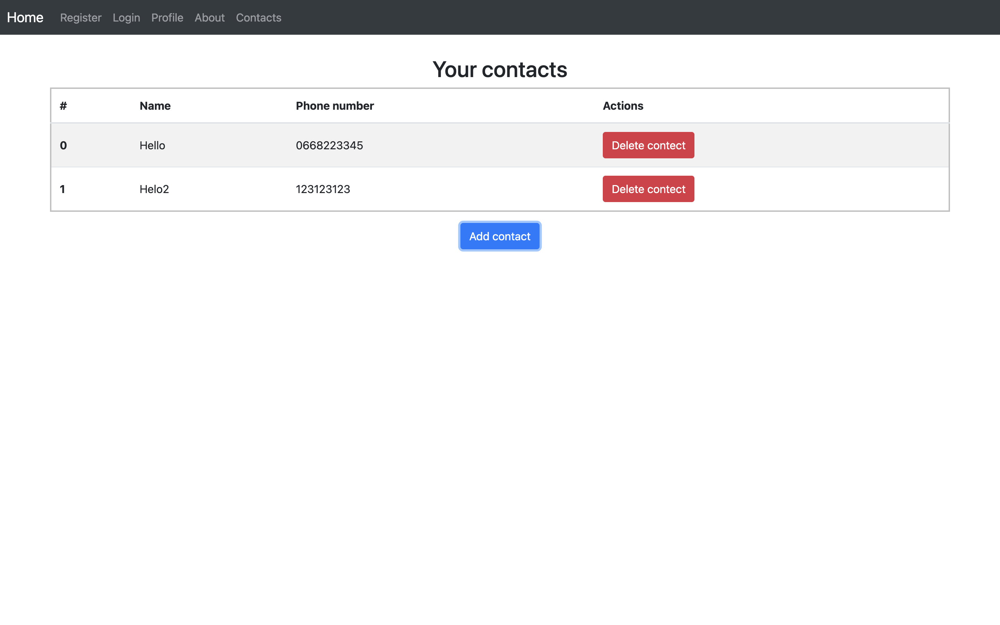 Home Register Login Profile About Contacts
Your contacts
# Name Phone number Actions
0 Hello 0668223345 Delete contect
1 Helo2 123123123 Delete contect
Add contact